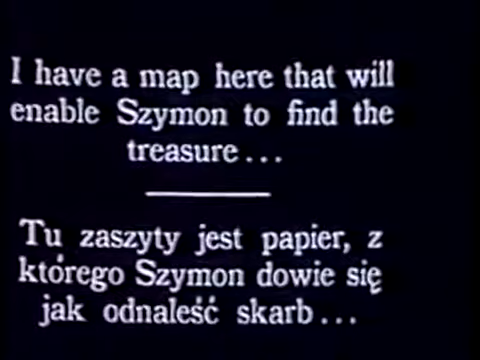 I have a map here that will
enable Szymon to find the
treasure...
Tu zaszyty jest papier, z
którego Szymon dowie się
jak odnaleść skarb...